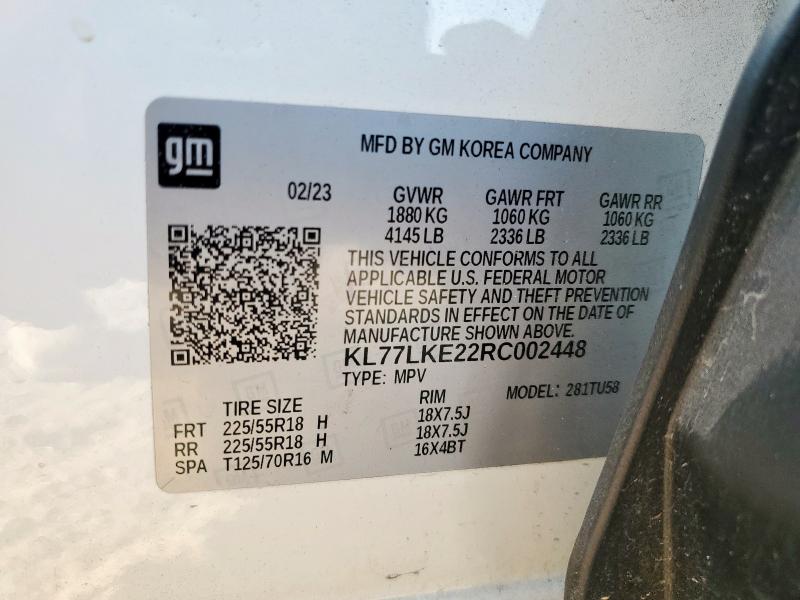 gm
MFD BY GM KOREA COMPANY
02/23 GVWR GAWR FRT GAWR RR
1880 KG 1060 KG 1060 KG
4145 LB 2336 LB 2336 LB
THIS VEHICLE CONFORMS TO ALL
APPLICABLE U.S. FEDERAL MOTOR
VEHICLE SAFETY AND THEFT PREVENTION
STANDARDS IN EFFECT ON THE DATE OF
MANUFACTURE SHOWN ABOVE.
KL77LKE22RC002448
TYPE: MPV MODEL: 281TU58
TIRE SIZE RIM
FRT 225/55R18 H 18X7.5J
RR 225/55R18 H 18X7.5J
SPA T125/70R16 M 16X4BT